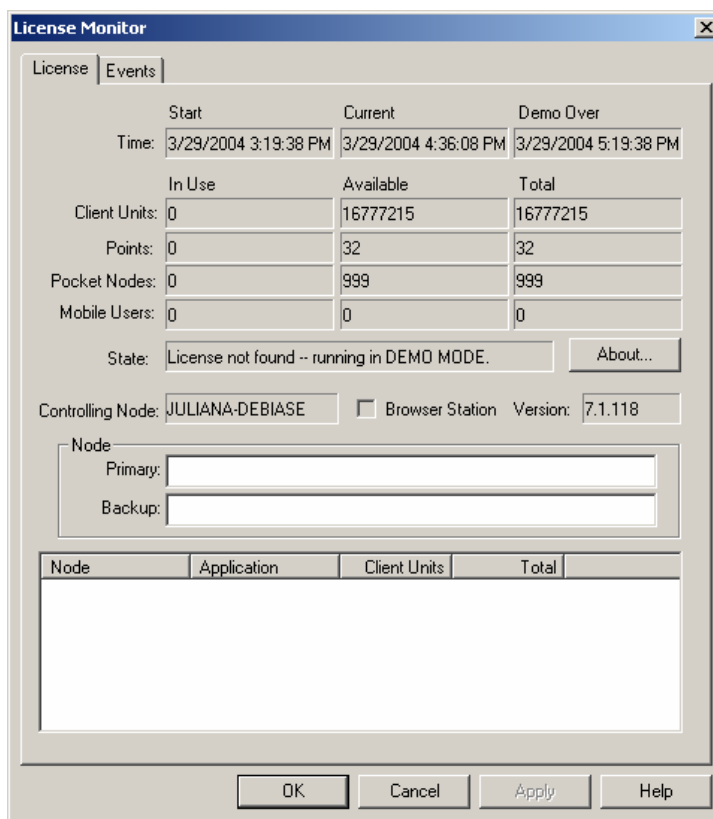 License Monitor
License Events
Start Current Demo Over
Time: 3/29/2004 3:19:38 PM 3/29/2004 4:36:08 PM 3/29/2004 5:19:38 PM
In Use Available Total
Client Units: 0 16777215 16777215
Points: 0 32 32
Pocket Nodes: 0 999 999
Mobile Users: 0 0 0
State: License not found -- running in DEMO MODE. About...
Controlling Node: JULIANA-DEBIASE Browser Station Version: 7.1.118
Node
Primary:
Backup:
Node Application Client Units Total
OK Cancel Apply Help